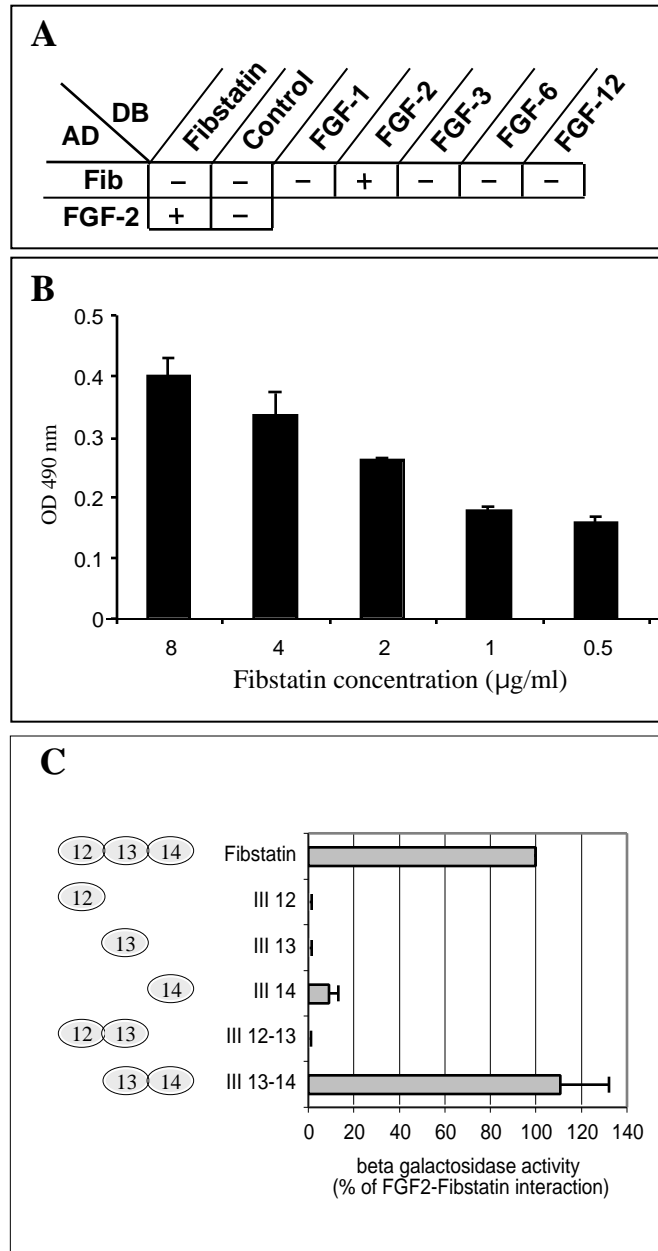 A
DB
AD
Fibstatin
Control
FGF-1
FGF-2
FGF-3
FGF-6
FGF-12
Fib − − − + − − −
FGF-2 + −
B
0.5
0.4
0.3
0.2
0.1
0
OD 490 nm
8 4 2 1 0.5
Fibstatin concentration (µg/ml)
C
12 13 14 Fibstatin
12 III 12
13 III 13
14 III 14
12 13 III 12-13
13 14 III 13-14
0 20 40 60 80 100 120 140
beta galactosidase activity
(% of FGF2-Fibstatin interaction)